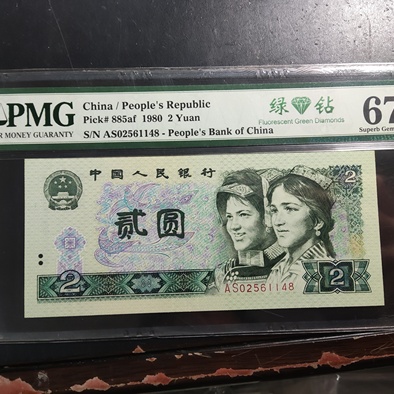 PMG
PAPER MONEY GUARANTY
China / People's Republic
Pick# 885af 1980 2 Yuan
S/N AS02561148 - People's Bank of China
绿 钻
Fluorescent Green Diamonds
67
Superb Gem
中国人民银行
贰圆
2
2
2
AS02561148